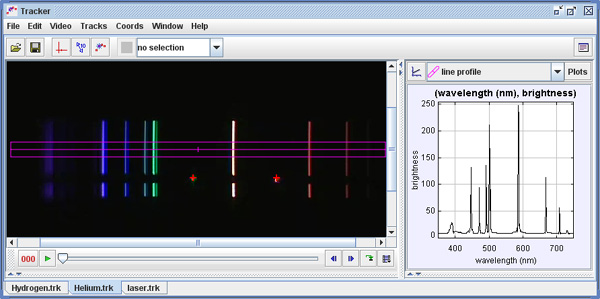 Tracker
File Edit Video Tracks Coords Window Help
no selection
line profile
Plots
(wavelength (nm), brightness)
250
200
150
100
50
0
brightness
400 500 600 700
wavelength (nm)
000
Hydrogen.trk Helium.trk laser.trk